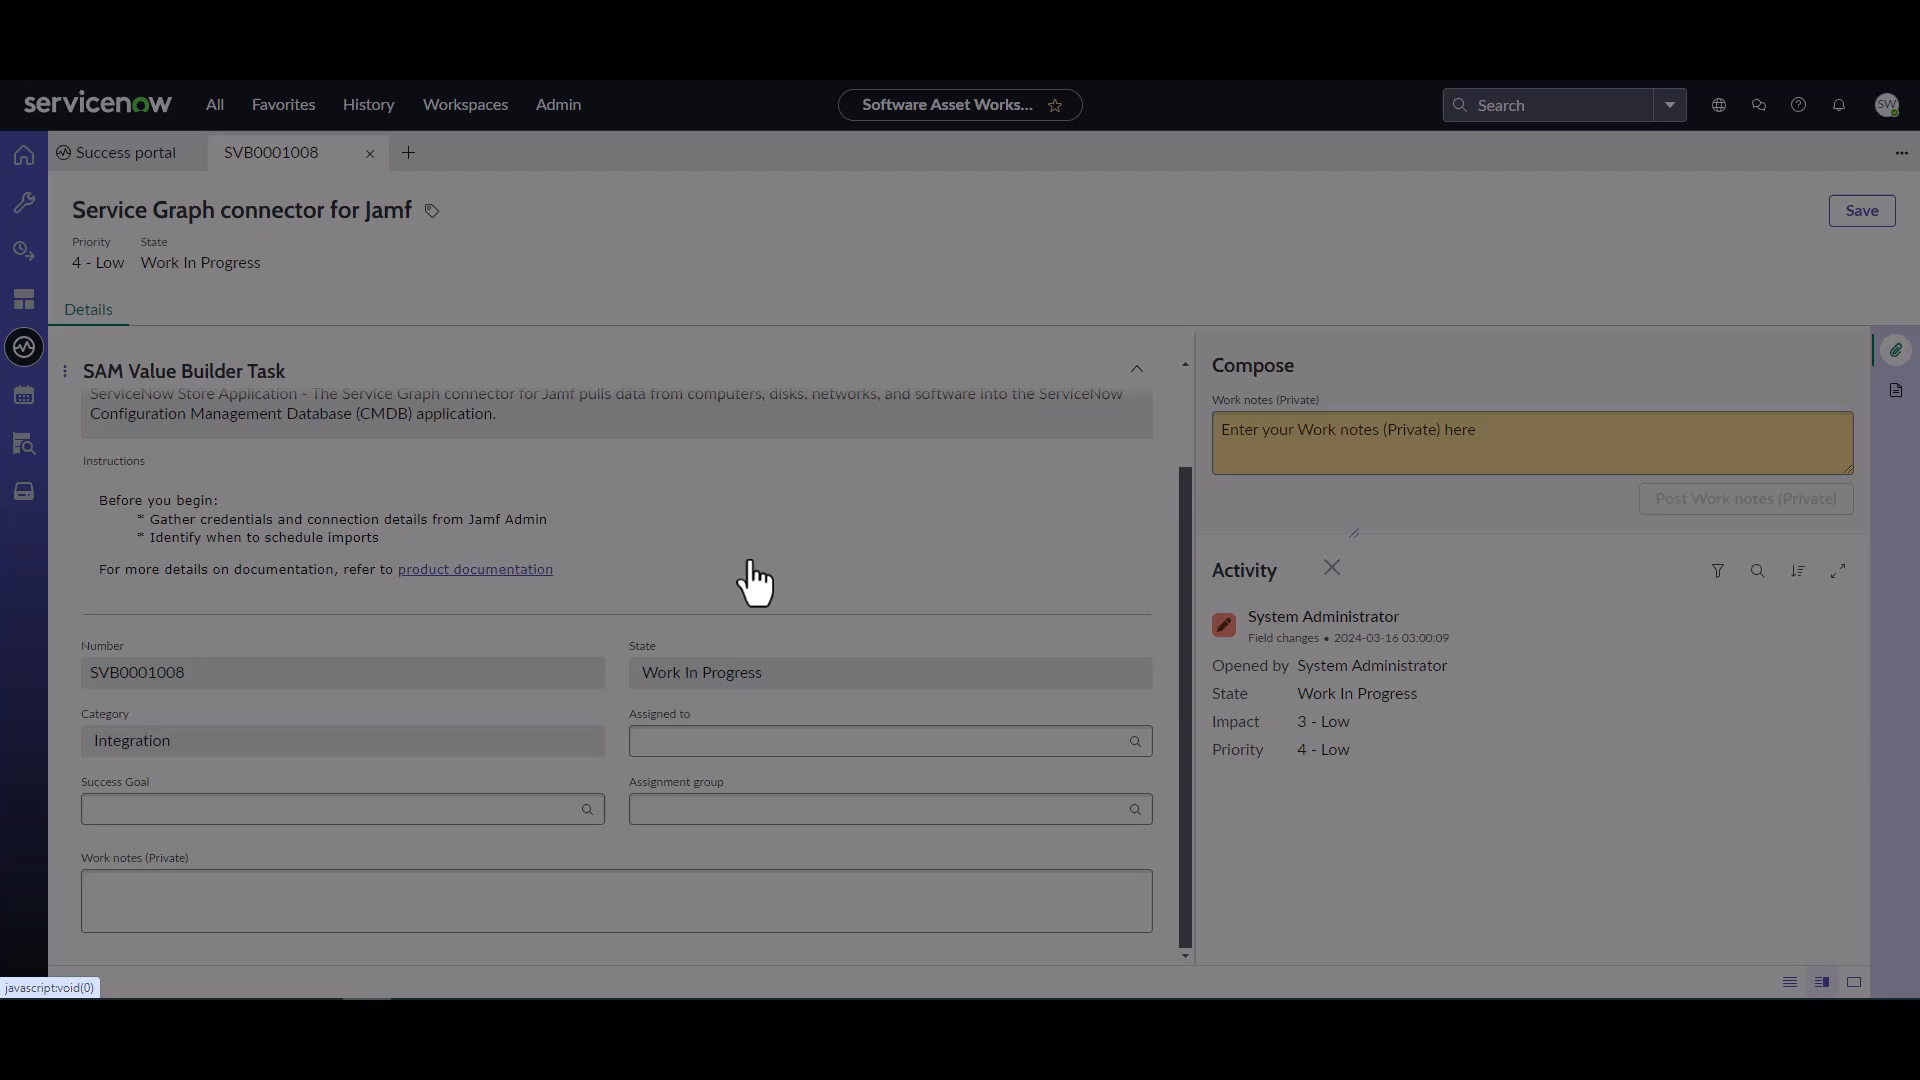 servicenow
All
Favorites
History
Workspaces
Admin
Software Asset Works...
Search
SW
Success portal
SVB0001008
Service Graph connector for Jamf
Save
Priority
State
4 - Low
Work In Progress
Details
SAM Value Builder Task
ServiceNow Store Application - The Service Graph connector for Jamf pulls data from computers, disks, networks, and software into the ServiceNow
Configuration Management Database (CMDB) application.
Instructions
Before you begin:
* Gather credentials and connection details from Jamf Admin
* Identify when to schedule imports
For more details on documentation, refer to product documentation
Number
SVB0001008
State
Work In Progress
Category
Integration
Assigned to
Success Goal
Assignment group
Work notes (Private)
Compose
Work notes (Private)
Enter your Work notes (Private) here
Post Work notes (Private)
Activity
System Administrator
Field changes • 2024-03-16 03:00:09
Opened by System Administrator
State Work In Progress
Impact 3 - Low
Priority 4 - Low
javascript:void(0)